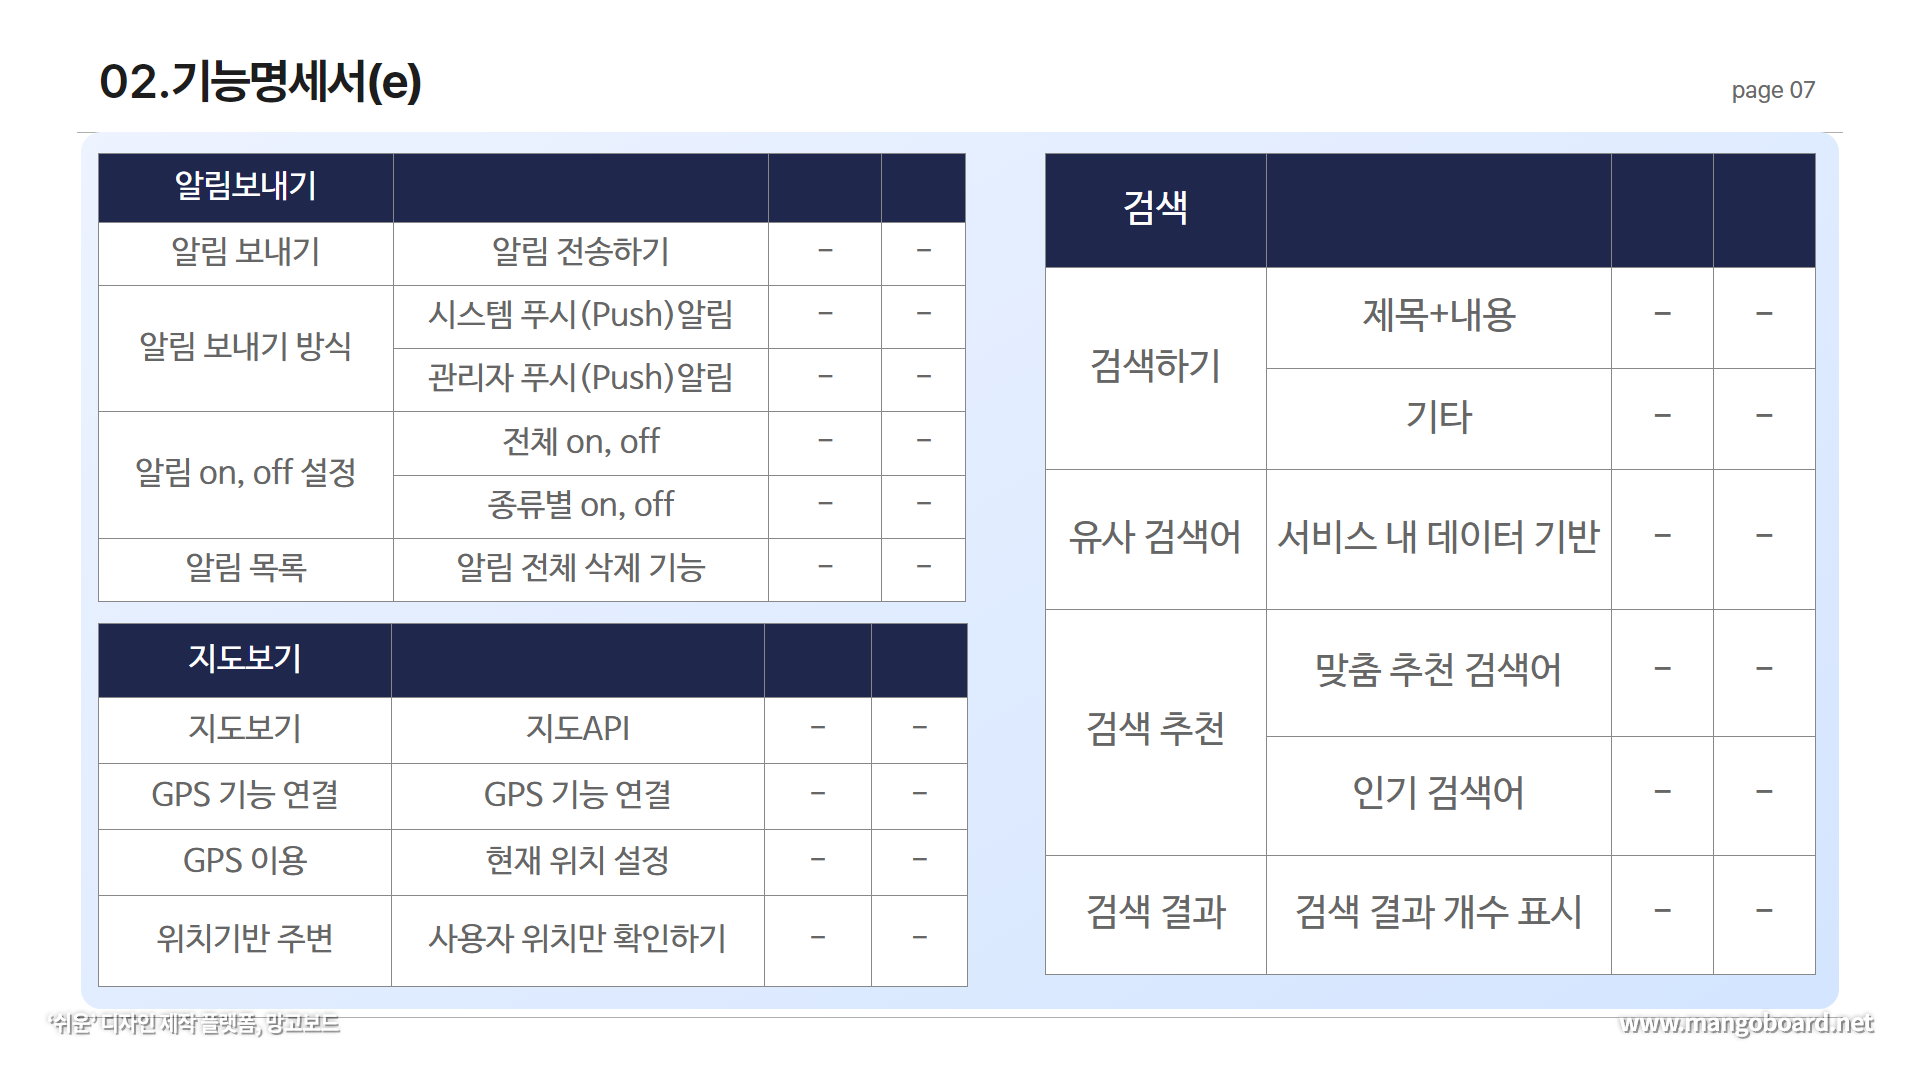 02.기능명세서(e)
page 07
알림보내기
알림 보내기 알림 전송하기 - -
알림 보내기 방식 시스템 푸시(Push)알림 - -
관리자 푸시(Push)알림 - -
알림 on, off 설정 전체 on, off - -
종류별 on, off - -
알림 목록 알림 전체 삭제 기능 - -
지도보기
지도보기 지도API - -
GPS 기능 연결 GPS 기능 연결 - -
GPS 이용 현재 위치 설정 - -
위치기반 주변 사용자 위치만 확인하기 - -
검색
검색하기 제목+내용 - -
기타 - -
유사 검색어 서비스 내 데이터 기반 - -
검색 추천 맞춤 추천 검색어 - -
인기 검색어 - -
검색 결과 검색 결과 개수 표시 - -
‘쉬운’ 디자인 제작 플랫폼, 망고보드
www.mangoboard.net